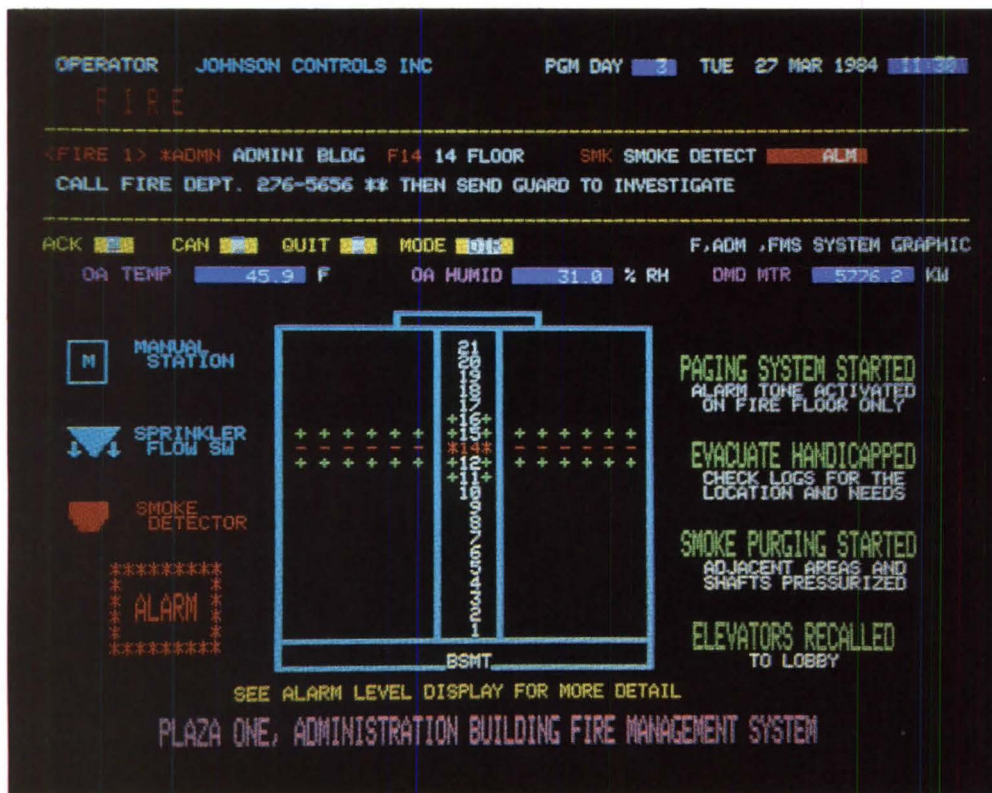 OPERATOR JOHNSON CONTROLS INC PGM DAY 3 TUE 27 MAR 1984 11:30
FIRE
<FIRE 1> *ADMN ADMINI BLDG F14 14 FLOOR SMK SMOKE DETECT ALM
CALL FIRE DEPT. 276-5656 ** THEN SEND GUARD TO INVESTIGATE
ACK CAN QUIT MODE DIR F,ADM ,FMS SYSTEM GRAPHIC
OA TEMP 45.9 F OA HUMID 31.0 % RH DMD MTR 5776.2 KW
M
MANUAL
STATION
SPRINKLER
FLOW SW
SMOKE
DETECTOR
*********
ALARM
*********
21
20
19
18
17
+16+
+ + + + + + +15+ + + + + + +
- - - - - - *14* - - - - - -
+ + + + + + +12+ + + + + + +
+11+
10
9
8
7
6
5
4
3
2
1
BSMT
PAGING SYSTEM STARTED
ALARM TONE ACTIVATED
ON FIRE FLOOR ONLY
EVACUATE HANDICAPPED
CHECK LOGS FOR THE
LOCATION AND NEEDS
SMOKE PURGING STARTED
ADJACENT AREAS AND
SHAFTS PRESSURIZED
ELEVATORS RECALLED
TO LOBBY
SEE ALARM LEVEL DISPLAY FOR MORE DETAIL
PLAZA ONE, ADMINISTRATION BUILDING FIRE MANAGEMENT SYSTEM